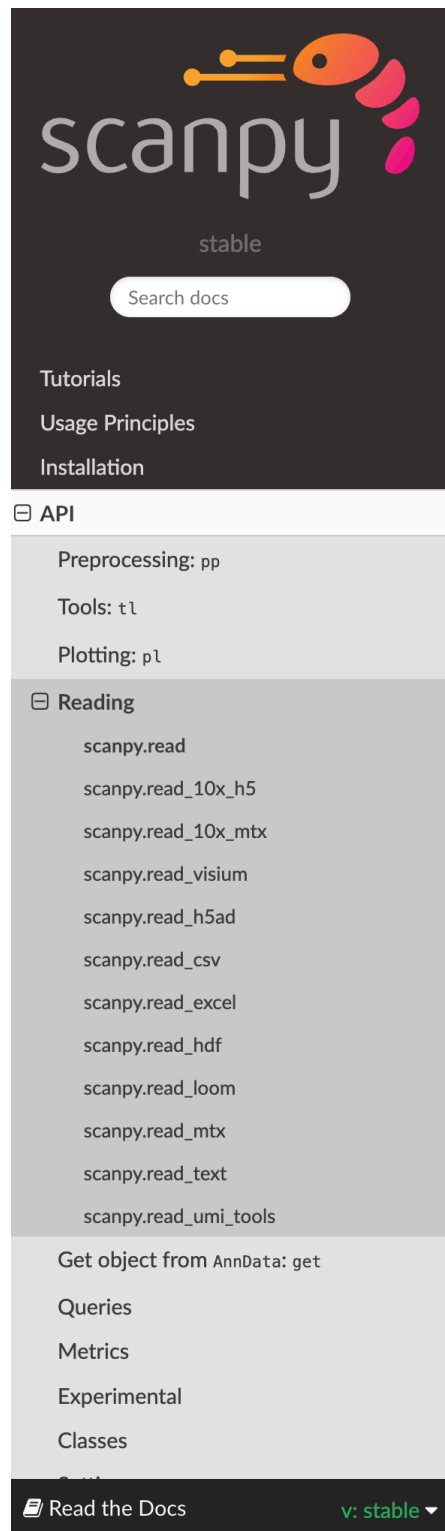 scanpy
stable
Search docs
Tutorials
Usage Principles
Installation
API
Preprocessing: pp
Tools: tl
Plotting: pl
Reading
scanpy.read
scanpy.read_10x_h5
scanpy.read_10x_mtx
scanpy.read_visium
scanpy.read_h5ad
scanpy.read_csv
scanpy.read_excel
scanpy.read_hdf
scanpy.read_loom
scanpy.read_mtx
scanpy.read_text
scanpy.read_umi_tools
Get object from AnnData: get
Queries
Metrics
Experimental
Classes
Read the Docs v: stable